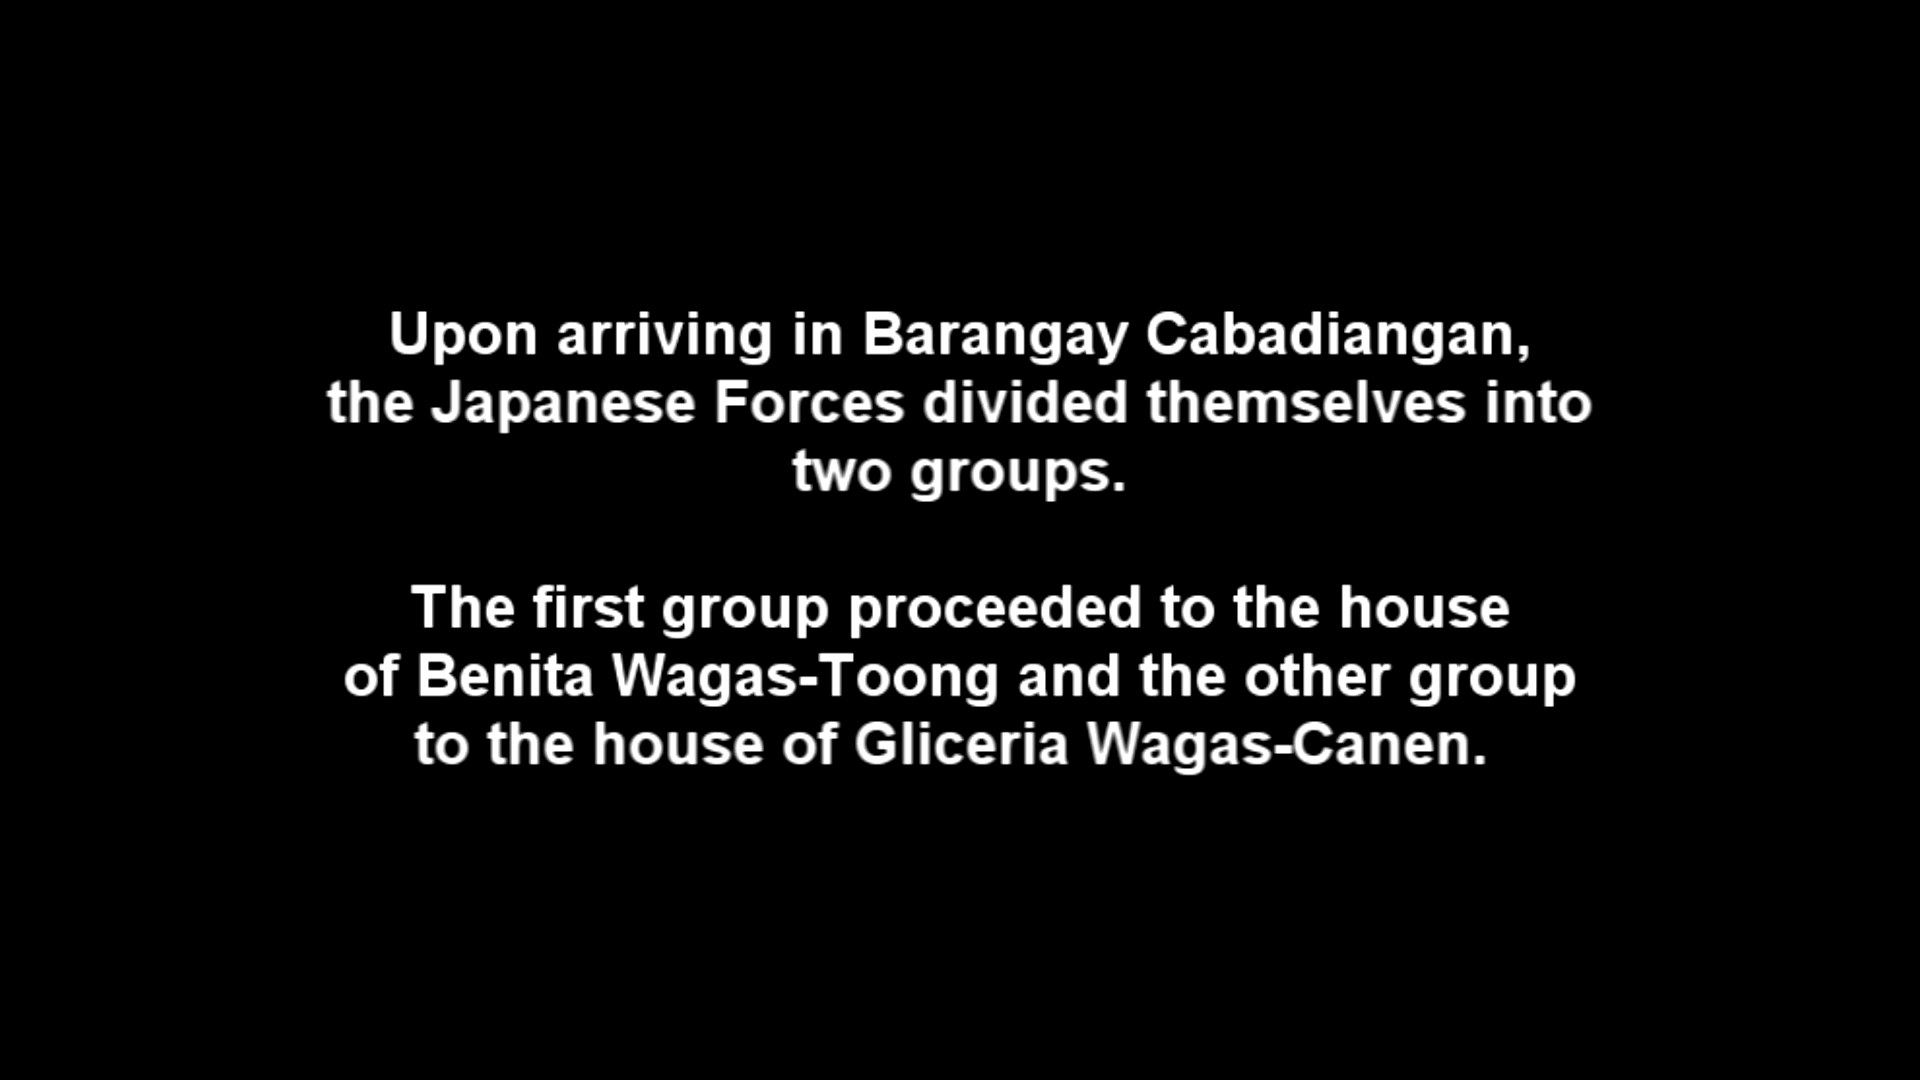 Upon arriving in Barangay Cabadiangan,
the Japanese Forces divided themselves into
two groups.
The first group proceeded to the house
of Benita Wagas-Toong and the other group
to the house of Gliceria Wagas-Canen.